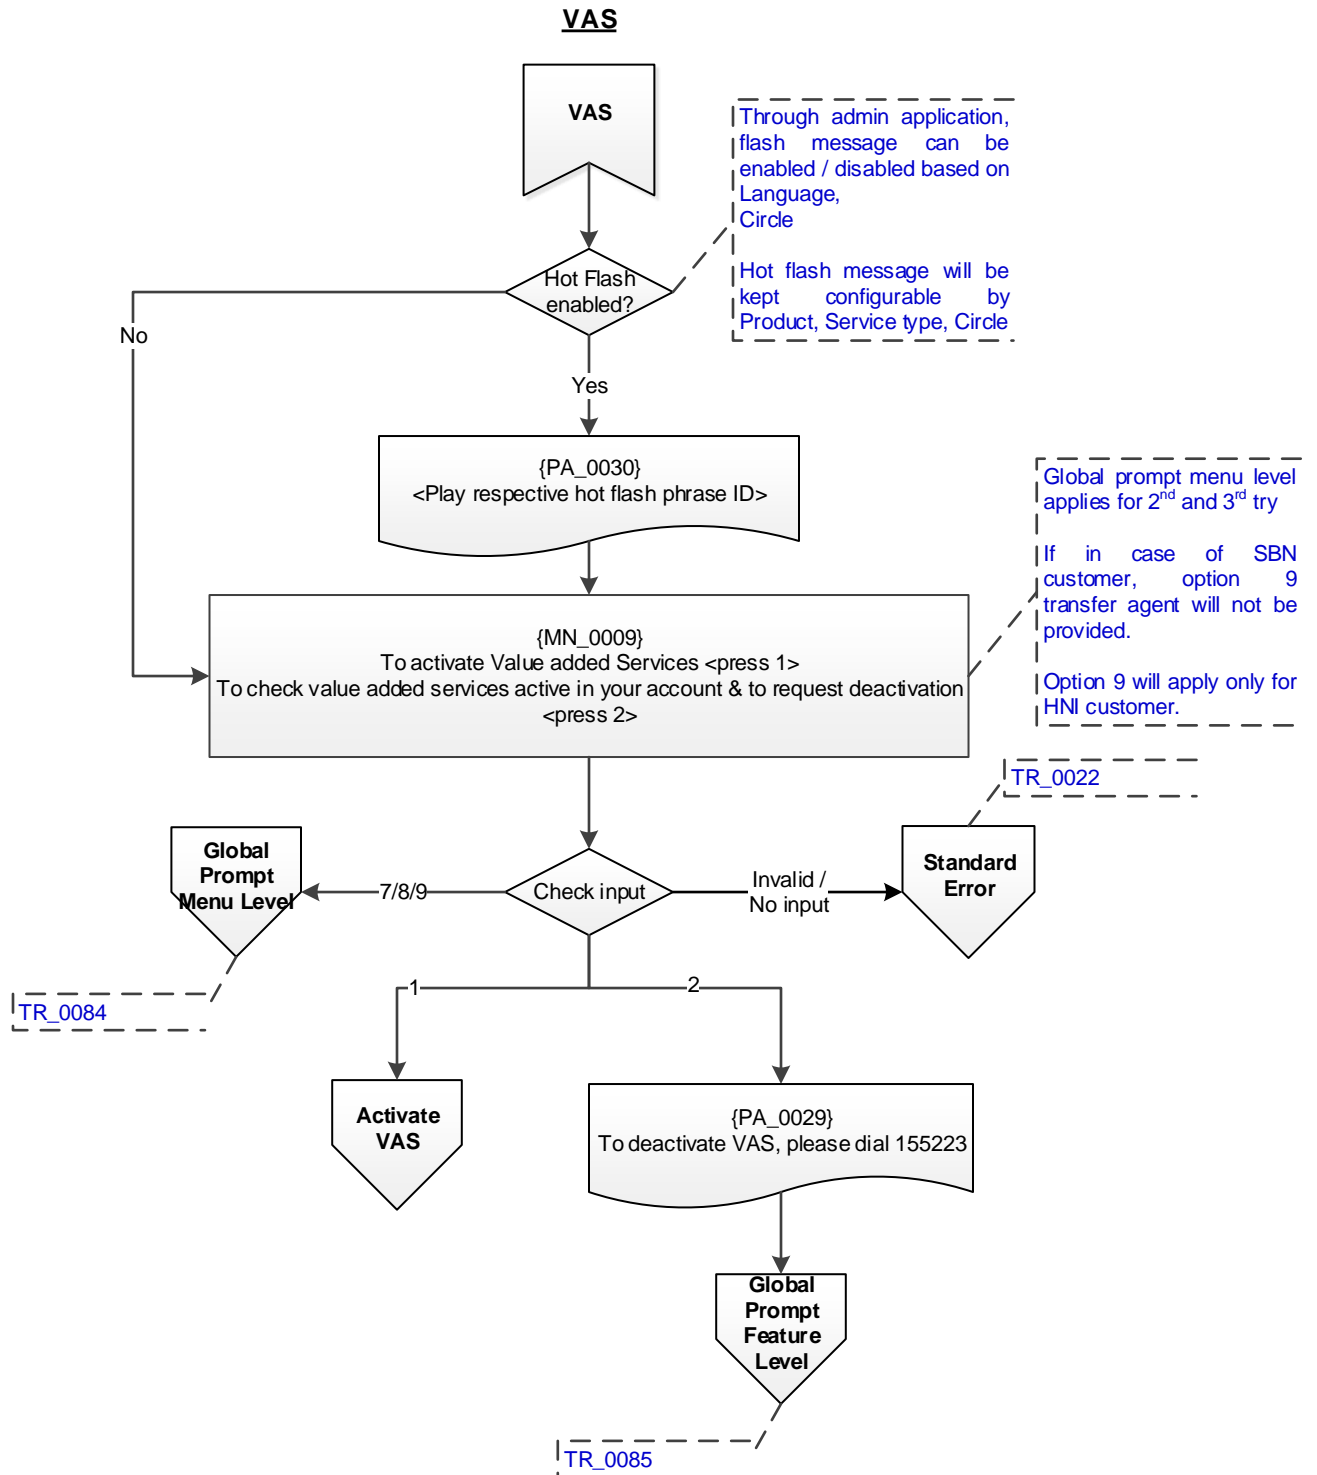 VAS
VAS
Through admin application,
flash message can be
enabled / disabled based on
Language,
Circle
Hot flash message will be
kept configurable by
Product, Service type, Circle
Hot Flash
enabled?
No
Yes
{PA_0030}
<Play respective hot flash phrase ID>
Global prompt menu level
applies for 2nd and 3rd try
If in case of SBN
customer, option 9
transfer agent will not be
provided.
Option 9 will apply only for
HNI customer.
{MN_0009}
To activate Value added Services <press 1>
To check value added services active in your account & to request deactivation
<press 2>
TR_0022
Global
Prompt
Menu Level
7/8/9
Check input
Invalid /
No input
Standard
Error
TR_0084
1
2
Activate
VAS
{PA_0029}
To deactivate VAS, please dial 155223
Global
Prompt
Feature
Level
TR_0085